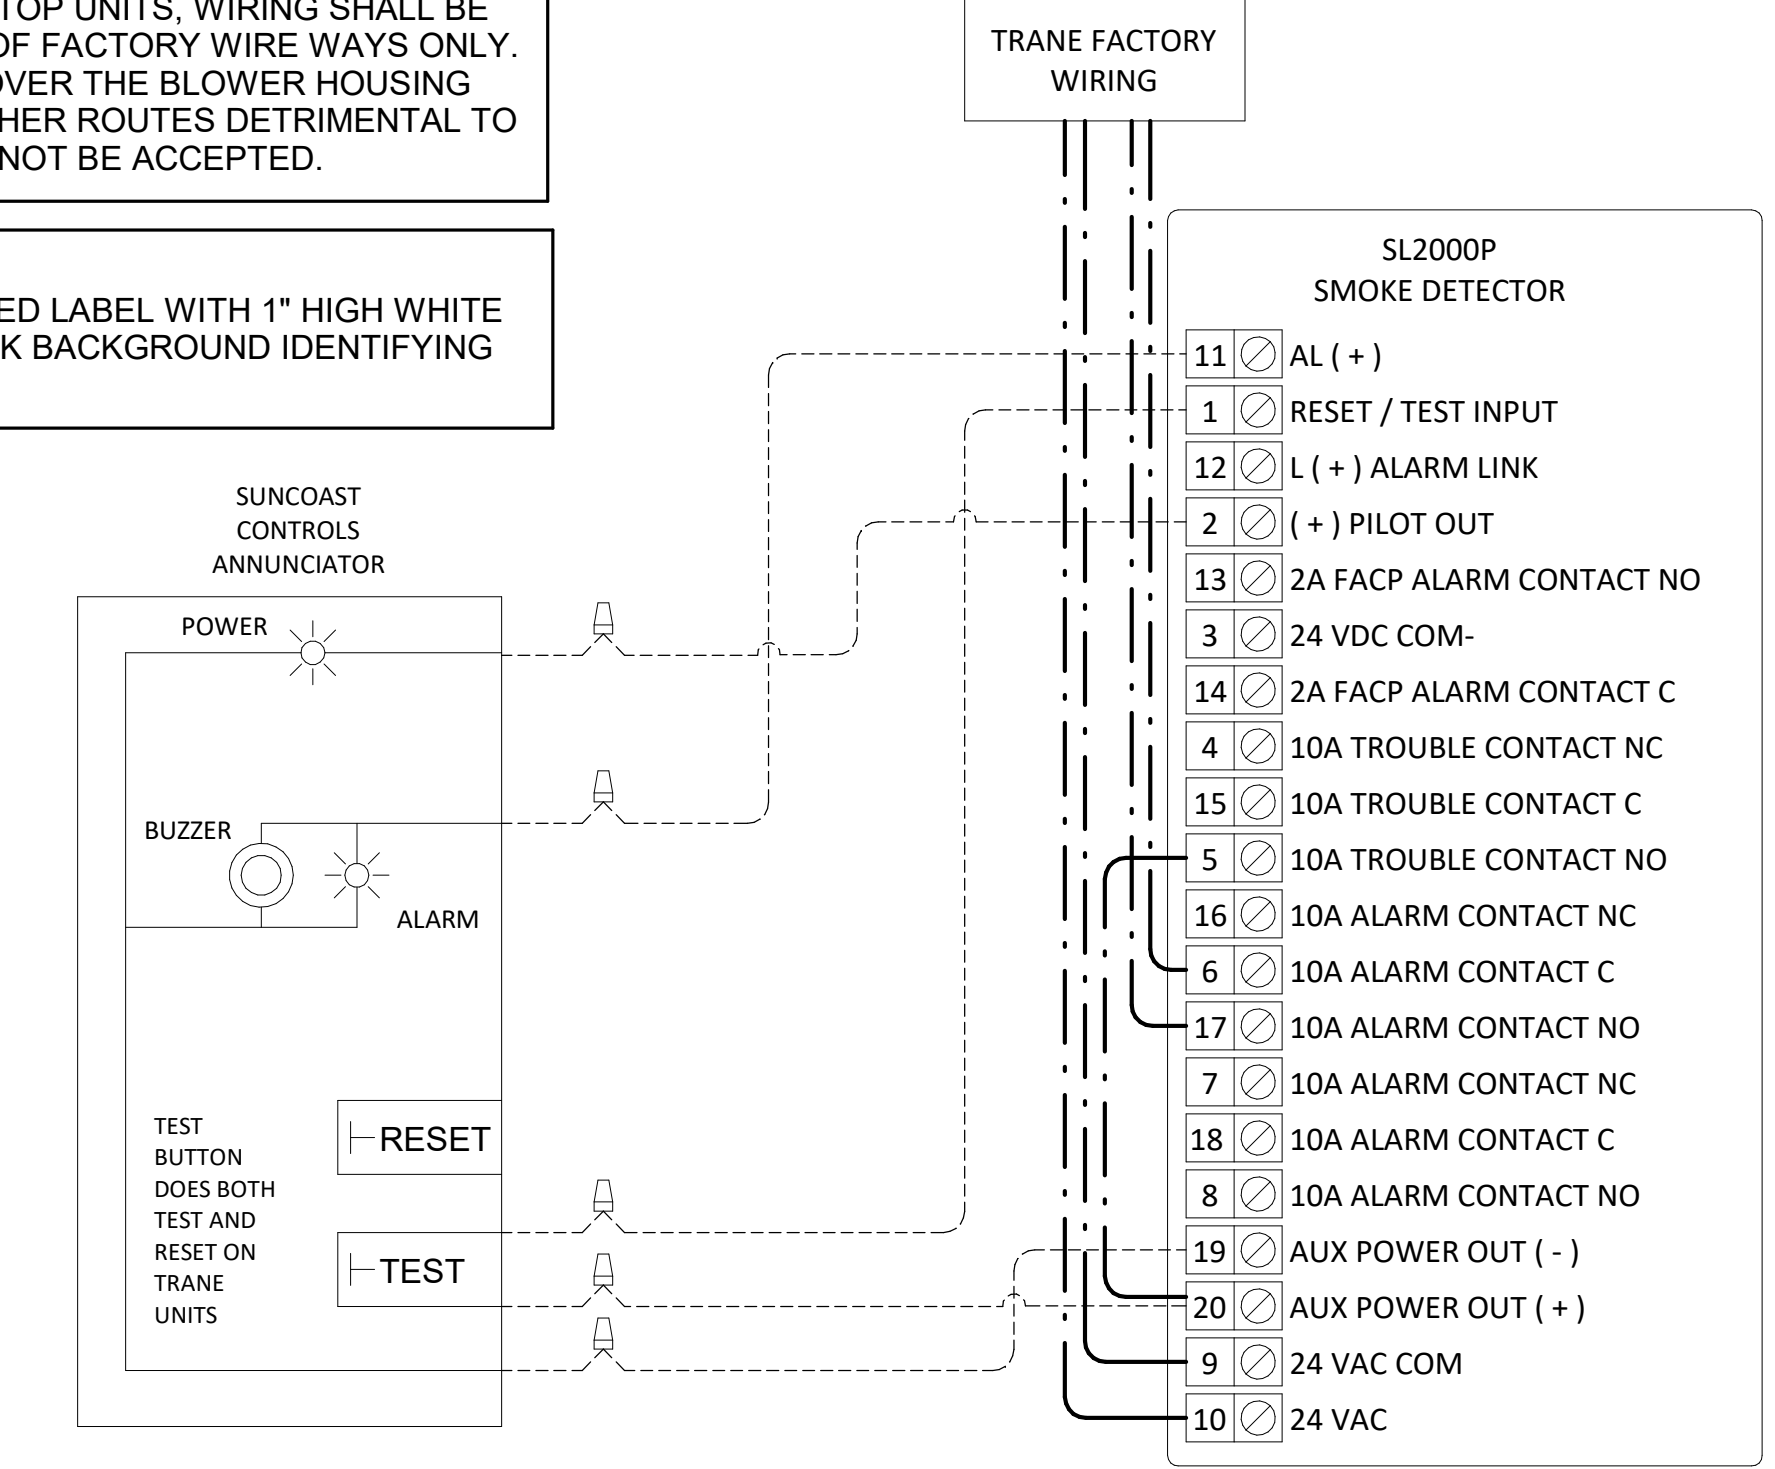 TOP UNITS, WIRING SHALL BE
OF FACTORY WIRE WAYS ONLY.
OVER THE BLOWER HOUSING
HER ROUTES DETRIMENTAL TO
NOT BE ACCEPTED.
ED LABEL WITH 1" HIGH WHITE
K BACKGROUND IDENTIFYING
TRANE FACTORY
WIRING
SUNCOAST
CONTROLS
ANNUNCIATOR
POWER
BUZZER
ALARM
RESET
TEST
TEST
BUTTON
DOES BOTH
TEST AND
RESET ON
TRANE
UNITS
SL2000P
SMOKE DETECTOR
11 AL ( + )
1 RESET / TEST INPUT
12 L ( + ) ALARM LINK
2 ( + ) PILOT OUT
13 2A FACP ALARM CONTACT NO
3 24 VDC COM-
14 2A FACP ALARM CONTACT C
4 10A TROUBLE CONTACT NC
15 10A TROUBLE CONTACT C
5 10A TROUBLE CONTACT NO
16 10A ALARM CONTACT NC
6 10A ALARM CONTACT C
17 10A ALARM CONTACT NO
7 10A ALARM CONTACT NC
18 10A ALARM CONTACT C
8 10A ALARM CONTACT NO
19 AUX POWER OUT ( - )
20 AUX POWER OUT ( + )
9 24 VAC COM
10 24 VAC